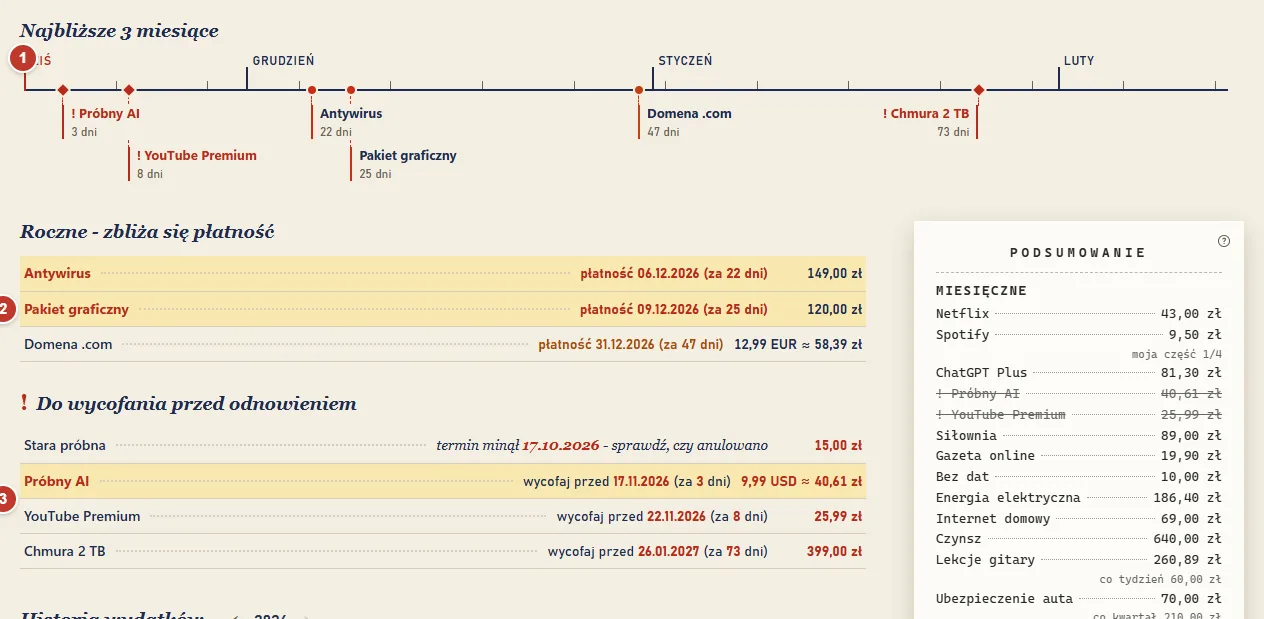 Najbliższe 3 miesiące
1
GRUDZIEŃ
STYCZEŃ
LUTY
! Próbny AI
3 dni
! YouTube Premium
8 dni
Antywirus
22 dni
Pakiet graficzny
25 dni
Domena .com
47 dni
! Chmura 2 TB
73 dni
Roczne - zbliża się płatność
Antywirus płatność 06.12.2026 (za 22 dni) 149,00 zł
2
Pakiet graficzny płatność 09.12.2026 (za 25 dni) 120,00 zł
Domena .com płatność 31.12.2026 (za 47 dni) 12,99 EUR ≈ 58,39 zł
! Do wycofania przed odnowieniem
Stara próbna termin minął 17.10.2026 - sprawdź, czy anulowano 15,00 zł
Próbny AI wycofaj przed 17.11.2026 (za 3 dni) 9,99 USD ≈ 40,61 zł
3
YouTube Premium wycofaj przed 22.11.2026 (za 8 dni) 25,99 zł
Chmura 2 TB wycofaj przed 26.01.2027 (za 73 dni) 399,00 zł
?
PODSUMOWANIE
MIESIĘCZNE
Netflix 43,00 zł
Spotify 9,50 zł
moja część 1/4
ChatGPT Plus 81,30 zł
! Próbny AI 40,61 zł
! YouTube Premium 25,99 zł
Siłownia 89,00 zł
Gazeta online 19,90 zł
Bez dat 10,00 zł
Energia elektryczna 186,40 zł
Internet domowy 69,00 zł
Czynsz 640,00 zł
Lekcje gitary 260,89 zł
co tydzień 60,00 zł
Ubezpieczenie auta 70,00 zł
co kwartał 210,00 zł